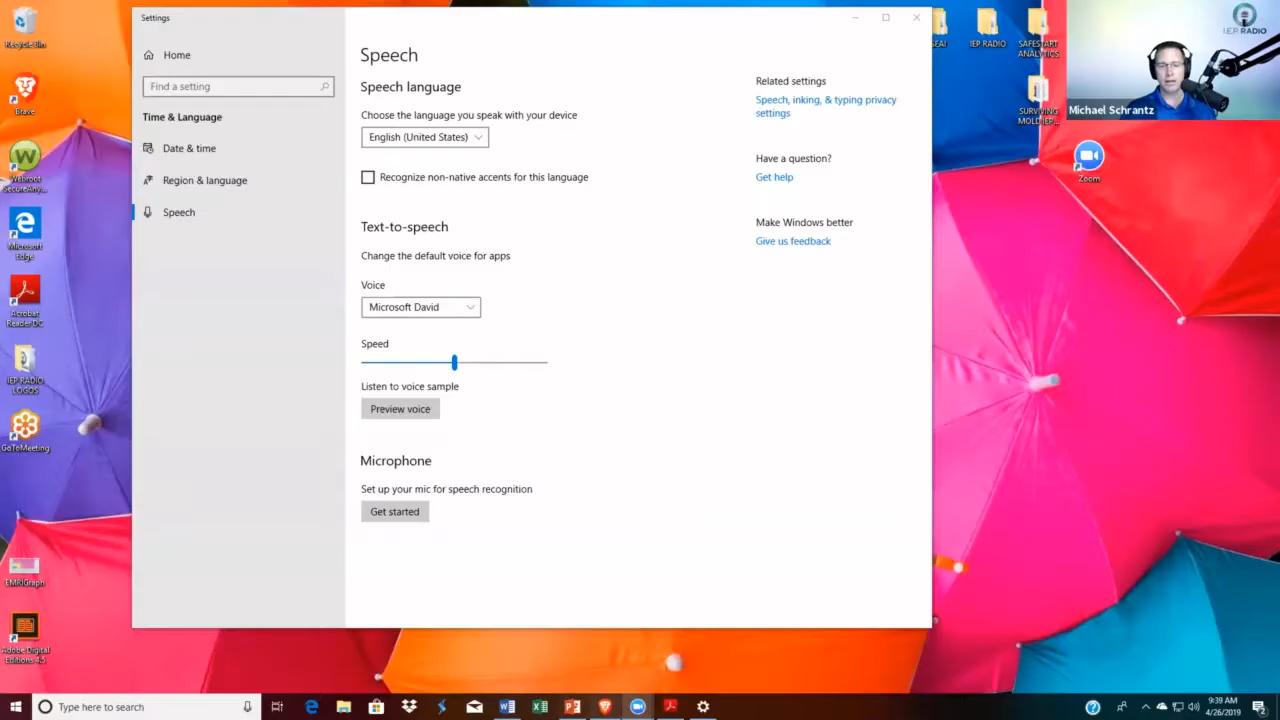 Settings
Home
Find a setting
Time & Language
Date & time
Region & language
Speech
Speech
Speech language
Choose the language you speak with your device
English (United States)
Recognize non-native accents for this language
Text-to-speech
Change the default voice for apps
Voice
Microsoft David
Speed
Listen to voice sample
Preview voice
Microphone
Set up your mic for speech recognition
Get started
Related settings
Speech, inking, & typing privacy
settings
Have a question?
Get help
Make Windows better
Give us feedback
Recycle Bin
Brave
Webroot
SecureAny...
Microsoft
Edge
Acrobat
Reader DC
IEP RADIO
LOGOS
GoToMeeting
EMRIGraph
Adobe Digital
Editions 4.5
IEP RADIO
SAFESTART
ANALYTICS
SURVIVING
MOLD IEP...
I.E.P RADIO
Michael Schrantz
Zoom
Type here to search
9:39 AM
4/26/2019
2